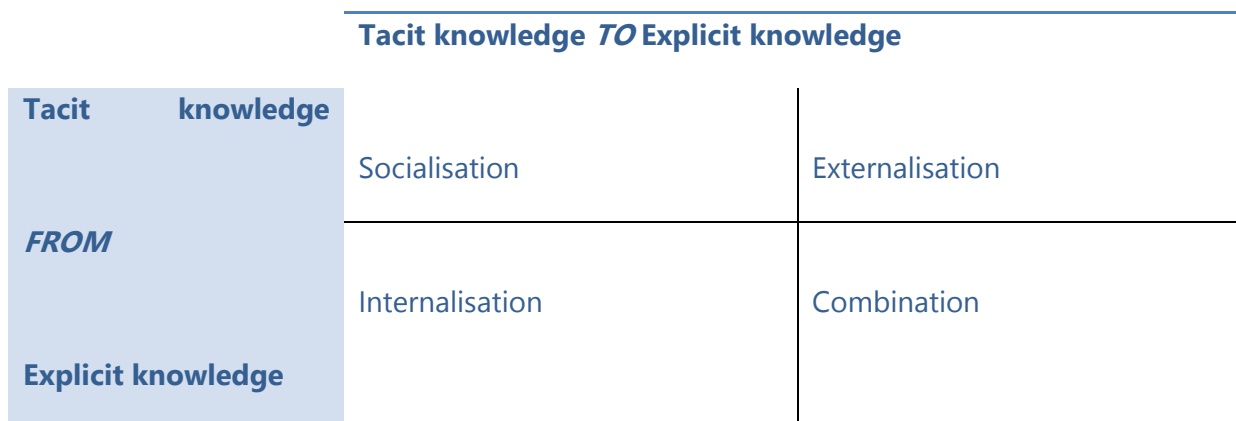 Tacit knowledge TO Explicit knowledge
Tacit knowledge
Socialisation Externalisation
FROM
Internalisation Combination
Explicit knowledge